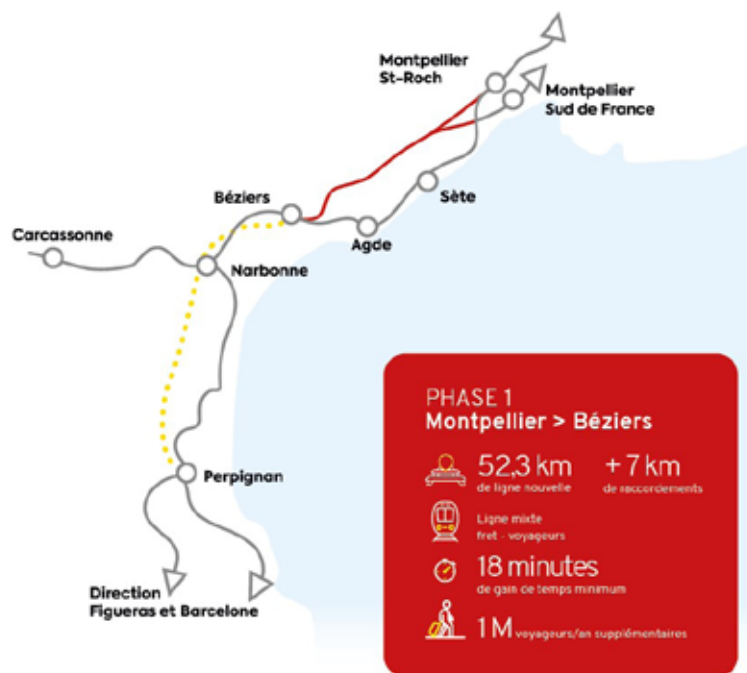 Montpellier
St-Roch
Montpellier
Sud de France
Béziers
Sète
Agde
Carcassonne
Narbonne
Perpignan
Direction
Figueras et Barcelone
PHASE 1
Montpellier > Béziers
52,3 km
de ligne nouvelle
+ 7 km
de raccordements
Ligne mixte
fret - voyageurs
18 minutes
de gain de temps minimum
1 M voyageurs/an supplémentaires